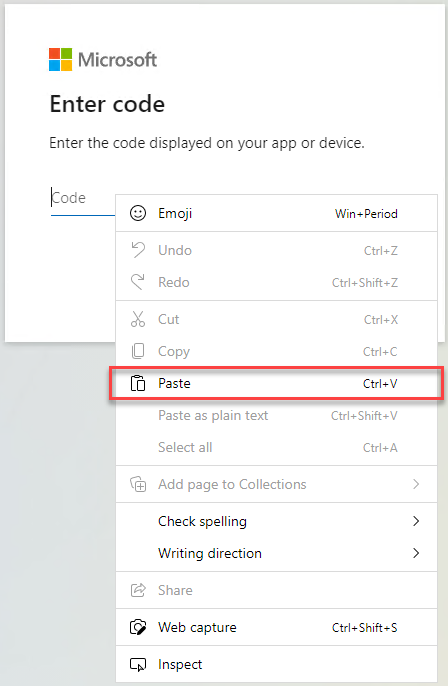 Microsoft
Enter code
Enter the code displayed on your app or device.
Code
Emoji Win+Period
Undo Ctrl+Z
Redo Ctrl+Shift+Z
Cut Ctrl+X
Copy Ctrl+C
Paste Ctrl+V
Paste as plain text Ctrl+Shift+V
Select all Ctrl+A
Add page to Collections
Check spelling
Writing direction
Share
Web capture Ctrl+Shift+S
Inspect